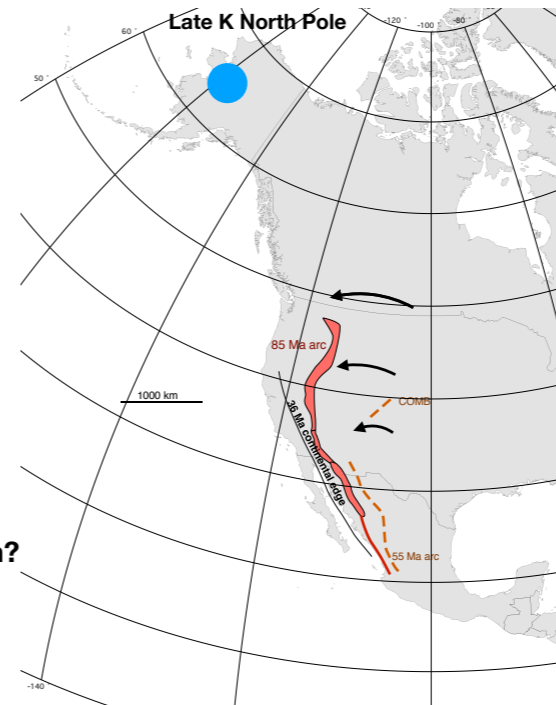 Late K North Pole
-120 °
-100 °
-80 °
60 °
50 °
85 Ma arc
1000 km
COMB
36 Ma continental edge
n?
55 Ma arc
-140